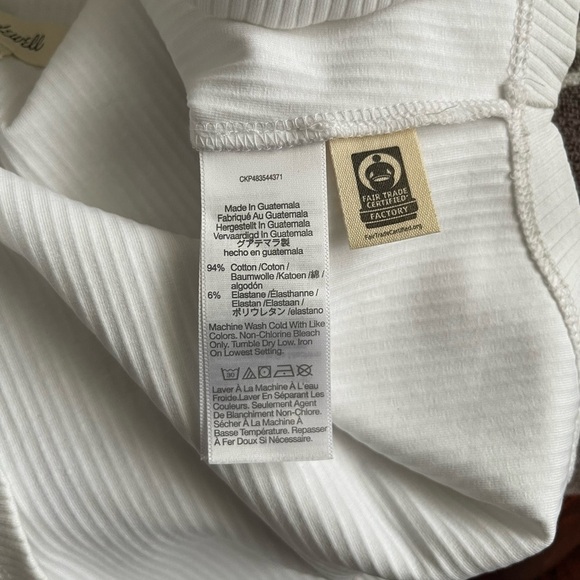 CKP483544371
Made In Guatemala
Fabriqué Au Guatemala
Hergestellt In Guatemala
Vervaardigd In Guatemala
グアテマラ製
hecho en guatemala
94% Cotton /Coton /
Baumwolle /Katoen /綿 /
algodón
6% Elastane /Élasthanne /
Elastan /Elastaan /
ポリウレタン /elastano
Machine Wash Cold With Like
Colors. Non-Chlorine Bleach
Only. Tumble Dry Low. Iron
On Lowest Setting.
30
Laver À La Machine À L'eau
Froide.Laver En Séparant Les
Couleurs. Seulement Agent
De Blanchiment Non-Chlore.
Sécher À La Machine À
Basse Température. Repasser
À Fer Doux Si Nécessaire.
FAIR TRADE
CERTIFIED
FACTORY
FairTradeCertified.org